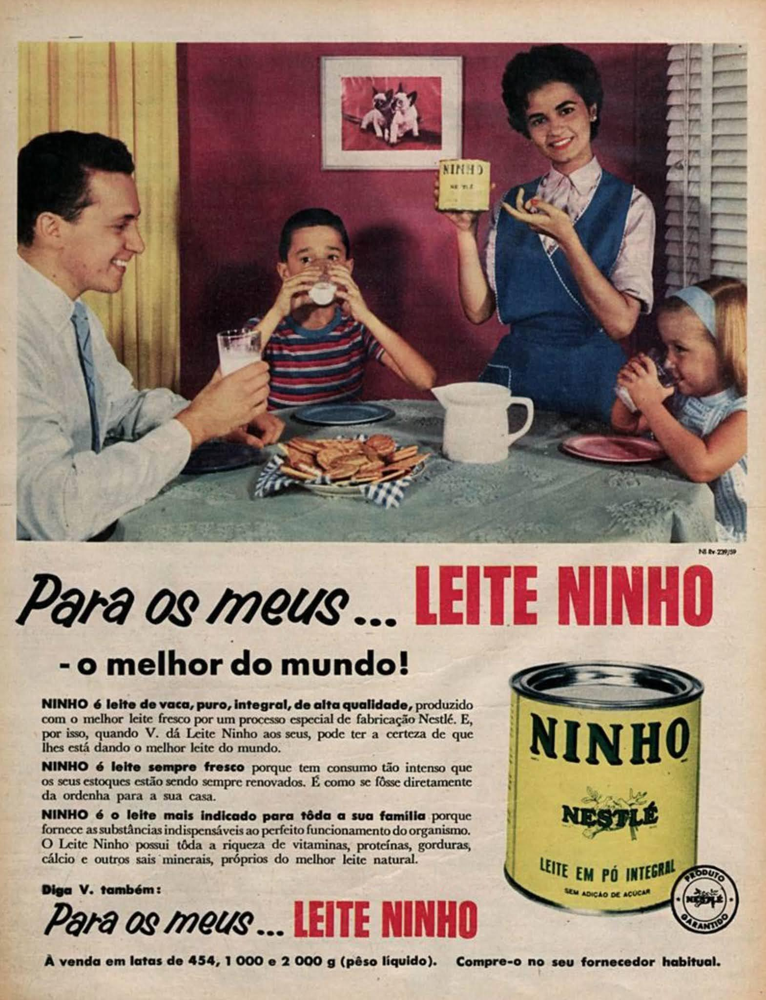 NINHO
NESTLÉ
NS Rv-239/59
Para os meus... LEITE NINHO
- o melhor do mundo!
NINHO é leite de vaca, puro, integral, de alta qualidade, produzido
com o melhor leite fresco por um processo especial de fabricação Nestlé. E,
por isso, quando V. dá Leite Ninho aos seus, pode ter a certeza de que
lhes está dando o melhor leite do mundo.
NINHO é leite sempre fresco porque tem consumo tão intenso que
os seus estoques estão sendo sempre renovados. É como se fôsse diretamente
da ordenha para a sua casa.
NINHO é o leite mais indicado para tôda a sua família porque
fornece as substâncias indispensáveis ao perfeito funcionamento do organismo.
O Leite Ninho possui tôda a riqueza de vitaminas, proteínas, gorduras,
cálcio e outros sais minerais, próprios do melhor leite natural.
Diga V. também:
Para os meus... LEITE NINHO
À venda em latas de 454, 1 000 e 2 000 g (pêso líquido). Compre-o no seu fornecedor habitual.
NINHO
NESTLÉ
LEITE EM PÓ INTEGRAL
SEM ADIÇÃO DE AÇÚCAR
PRODUTO
NESTLÉ
GARANTIDO